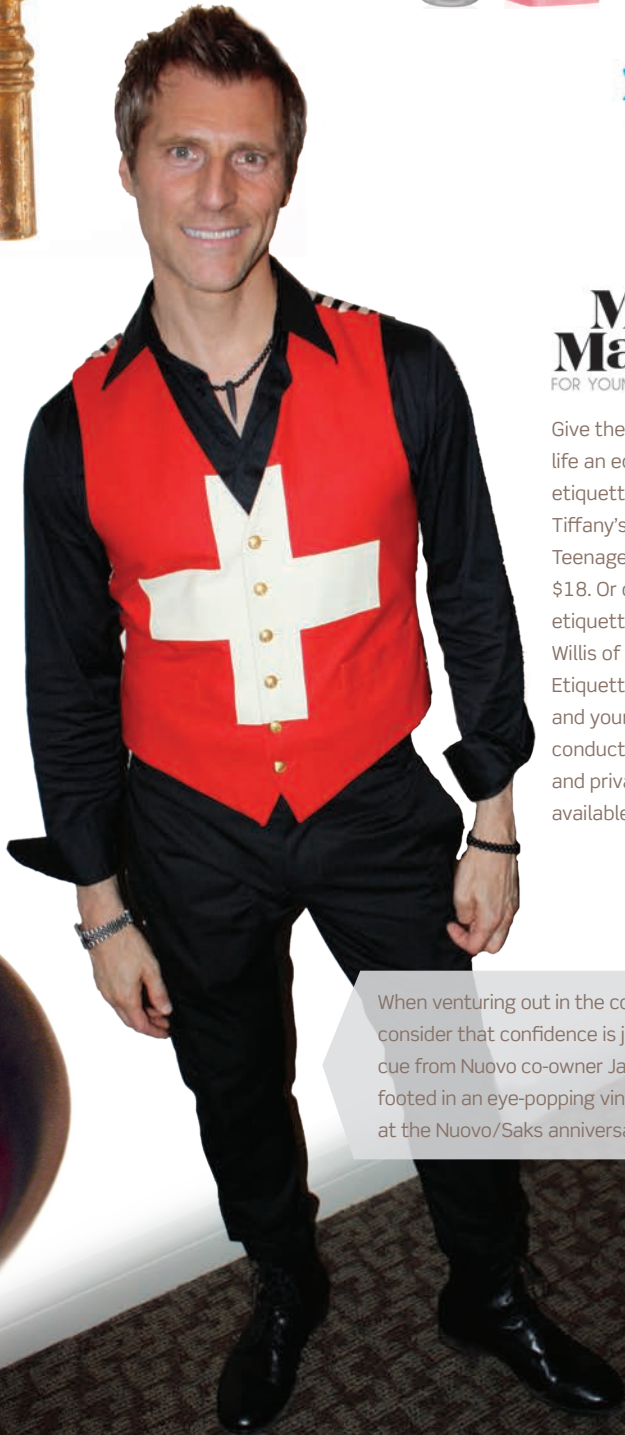 FOR YOUN
Give the
life an e
etiquett
Tiffany's
Teenage
$18. Or
etiquett
Willis of
Etiquett
and your
conduct
and priva
available
When venturing out in the co
consider that confidence is j
cue from Nuovo co-owner Ja
footed in an eye-popping vin
at the Nuovo/Saks anniversa